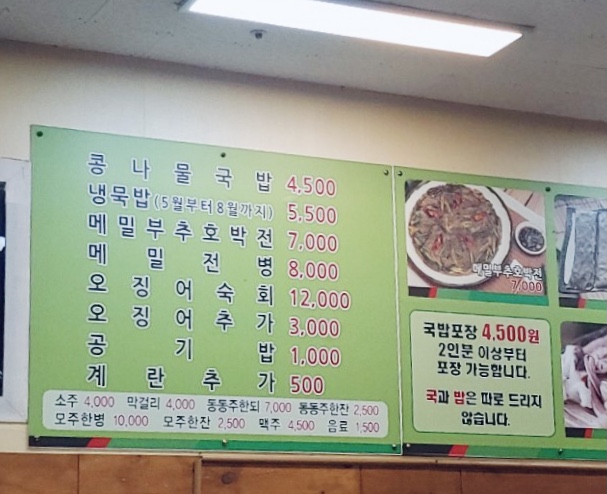 콩나물국밥 4,500
냉묵밥(5월부터 8월까지) 5,500
메밀부추호박전 7,000
메밀전병 8,000
오징어숙회 12,000
오징어추가 3,000
공기밥 1,000
계란추가 500
소주 4,000 막걸리 4,000 동동주한되 7,000 동동주한잔 2,500
모주한병 10,000 모주한잔 2,500 맥주 4,500 음료 1,500
메밀부추호박전
7,000
국밥포장 4,500원
2인분 이상부터
포장 가능합니다.
국과 밥은 따로 드리지
않습니다.